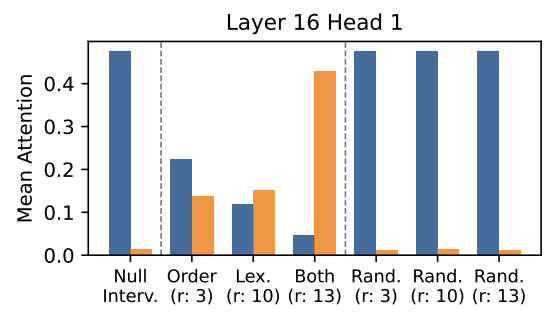 Layer 16 Head 1
Mean Attention
0.4
0.3
0.2
0.1
0.0
Null
Interv.
Order
(r: 3)
Lex.
(r: 10)
Both
(r: 13)
Rand.
(r: 3)
Rand.
(r: 10)
Rand.
(r: 13)